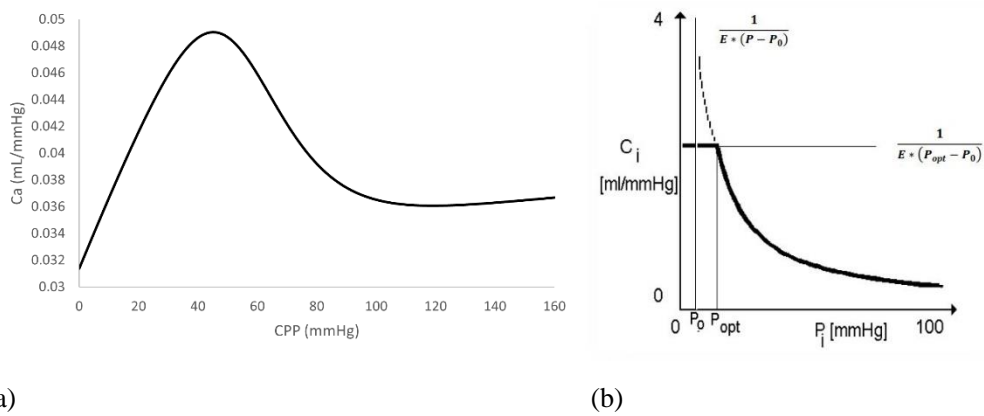 0.05
0.048
0.046
0.044
0.042
0.04
0.038
0.036
0.034
0.032
0.03
Ca (mL/mmHg)
0 20 40 60 80 100 120 140 160
CPP (mmHg)
a)
4
1
E * (P − P₀)
C i
[ml/mmHg]
1
E * (Pₒₚₜ − P₀)
0
0 Pₒ Pₒₚₜ Pᵢ [mmHg] 100
(b)